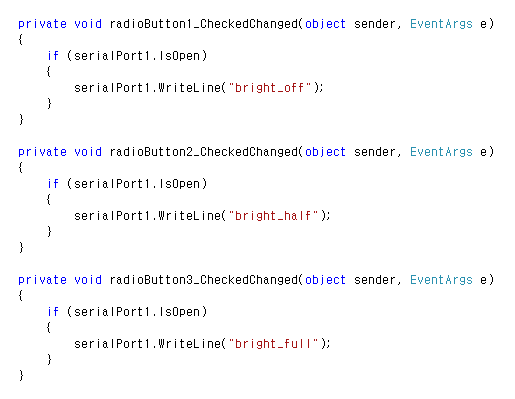 private void radioButton1_CheckedChanged(object sender, EventArgs e)
{
    if (serialPort1.IsOpen)
    {
        serialPort1.WriteLine("bright_off");
    }
}

private void radioButton2_CheckedChanged(object sender, EventArgs e)
{
    if (serialPort1.IsOpen)
    {
        serialPort1.WriteLine("bright_half");
    }
}

private void radioButton3_CheckedChanged(object sender, EventArgs e)
{
    if (serialPort1.IsOpen)
    {
        serialPort1.WriteLine("bright_full");
    }
}